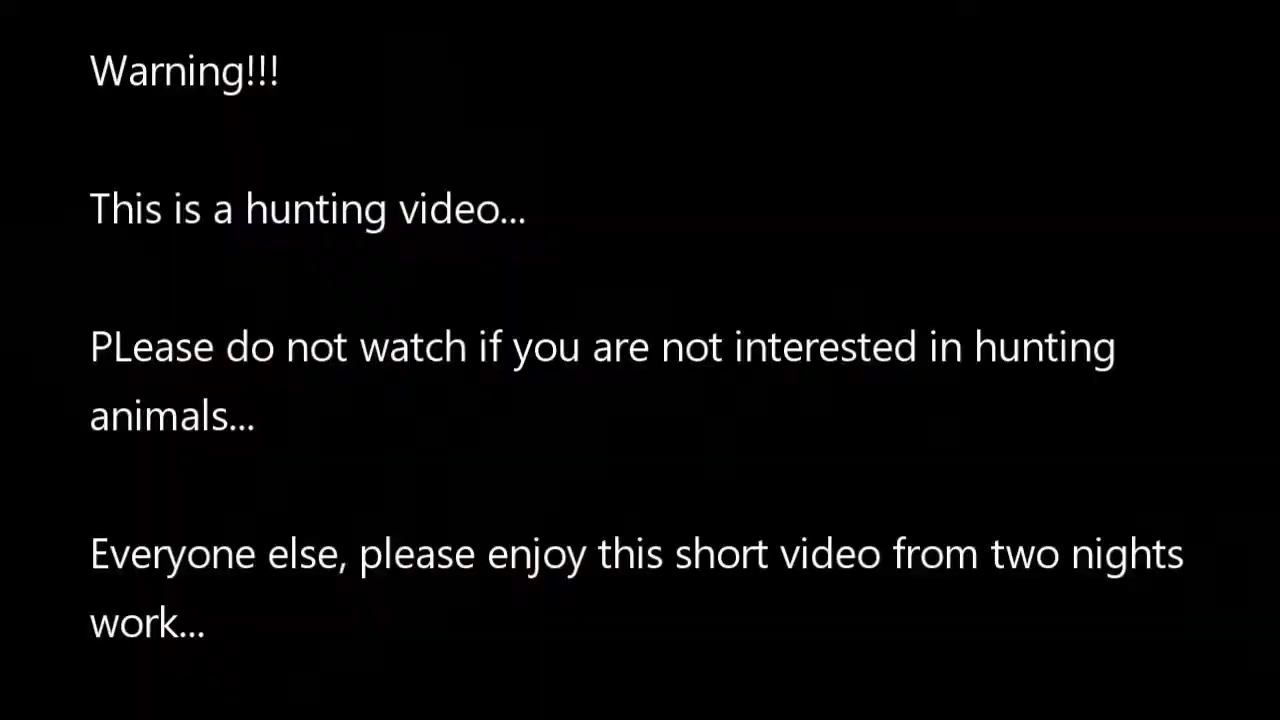 Warning!!!
This is a hunting video...
PLease do not watch if you are not interested in hunting
animals...
Everyone else, please enjoy this short video from two nights
work...